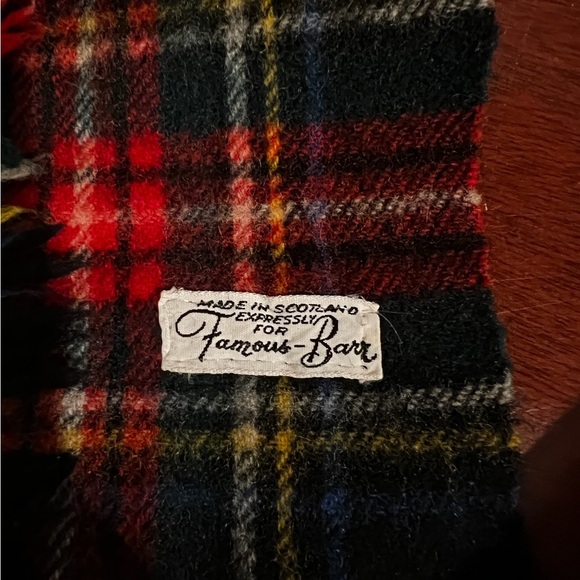 MADE IN SCOTLAND
EXPRESSLY
FOR
Famous-Barr